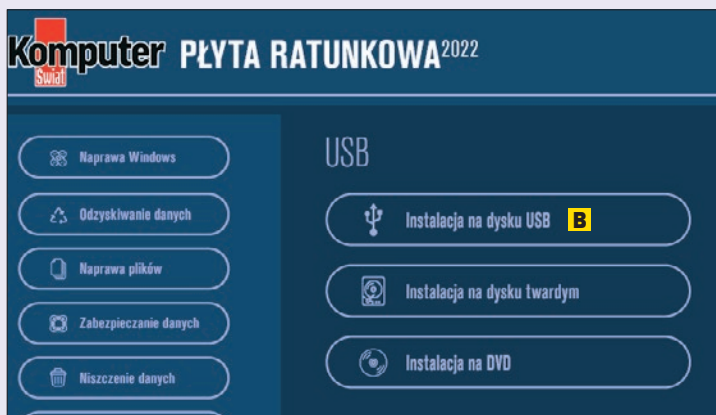 Komputer Świat PŁYTA RATUNKOWA2022
Naprawa Windows
Odzyskiwanie danych
Naprawa plików
Zabezpieczanie danych
Niszczenie danych
USB
Instalacja na dysku USB B
Instalacja na dysku twardym
Instalacja na DVD